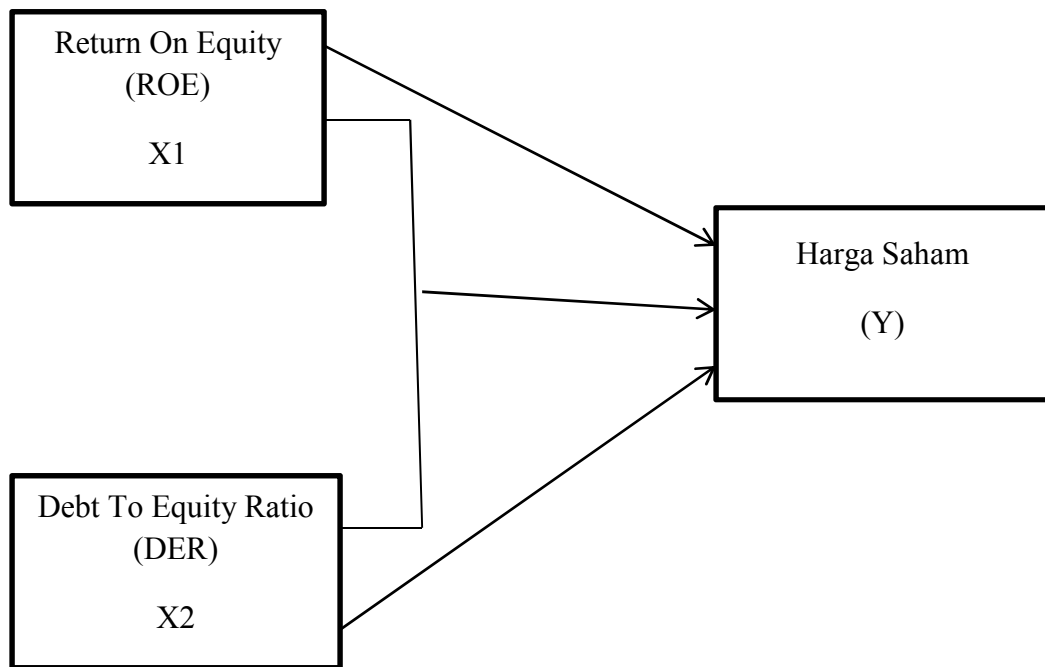 Return On Equity
(ROE)
X1
Harga Saham
(Y)
Debt To Equity Ratio
(DER)
X2